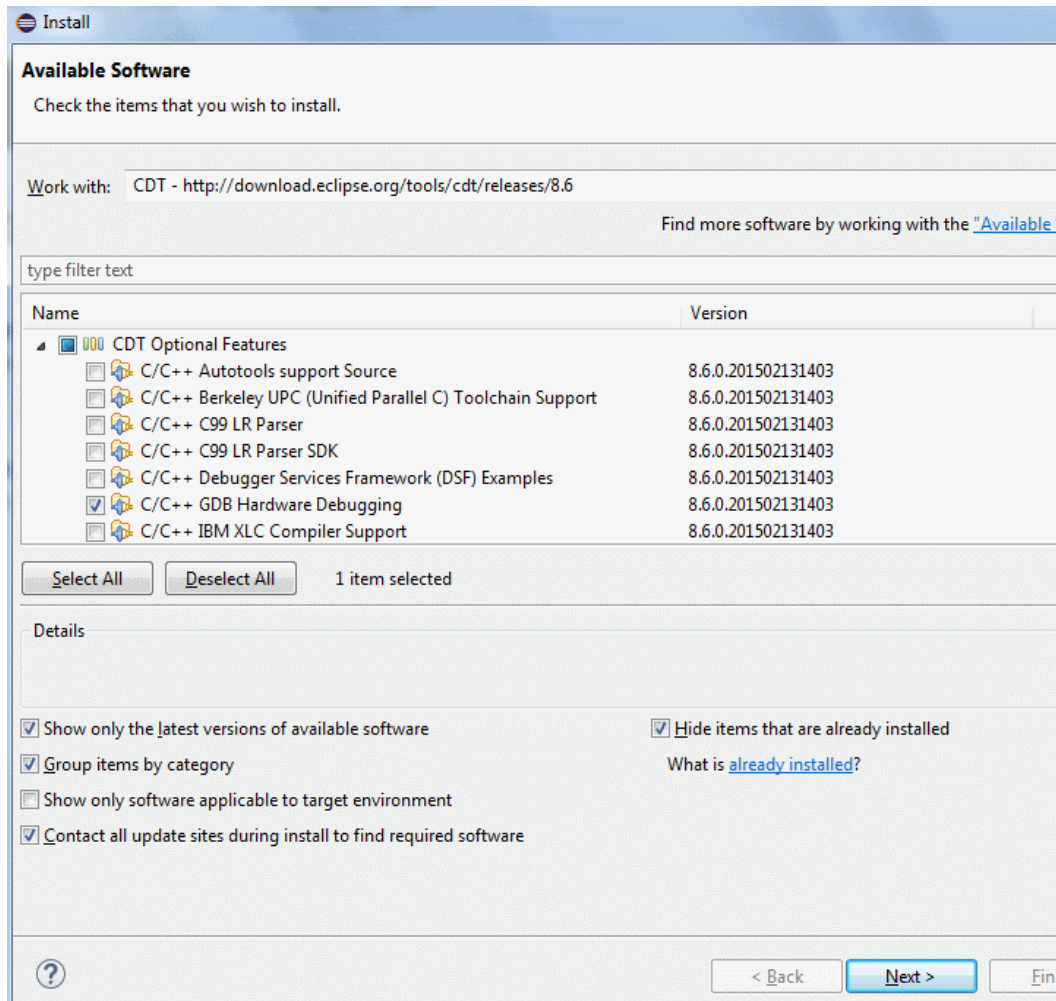 Install
Available Software
Check the items that you wish to install.
Work with: CDT - http://download.eclipse.org/tools/cdt/releases/8.6
Find more software by working with the "Available
type filter text
Name Version
CDT Optional Features
C/C++ Autotools support Source 8.6.0.201502131403
C/C++ Berkeley UPC (Unified Parallel C) Toolchain Support 8.6.0.201502131403
C/C++ C99 LR Parser 8.6.0.201502131403
C/C++ C99 LR Parser SDK 8.6.0.201502131403
C/C++ Debugger Services Framework (DSF) Examples 8.6.0.201502131403
C/C++ GDB Hardware Debugging 8.6.0.201502131403
C/C++ IBM XLC Compiler Support 8.6.0.201502131403
Select All Deselect All 1 item selected
Details
Show only the latest versions of available software Hide items that are already installed
Group items by category What is already installed?
Show only software applicable to target environment
Contact all update sites during install to find required software
? < Back Next > Fin